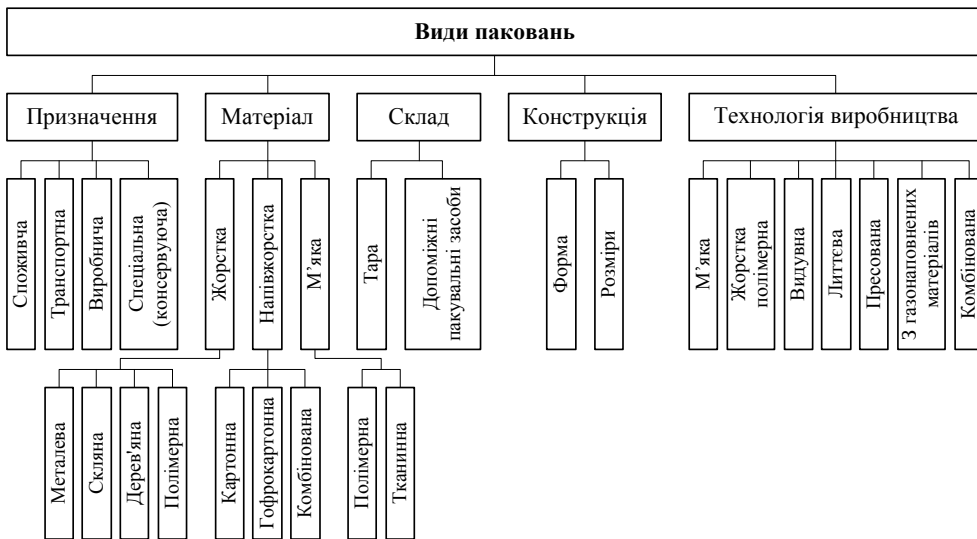 Види паковань
Призначення
Матеріал
Склад
Конструкція
Технологія виробництва
Споживча
Транспортна
Виробнича
Спеціальна
(консервуюча)
Жорстка
Напівжорстка
М’яка
Тара
Допоміжні
пакувальні засоби
Форма
Розміри
М’яка
Жорстка
полімерна
Видувна
Литтєва
Пресована
З газонаповнених
матеріалів
Комбінована
Металева
Скляна
Дерев'яна
Полімерна
Картонна
Гофрокартонна
Комбінована
Полімерна
Тканинна